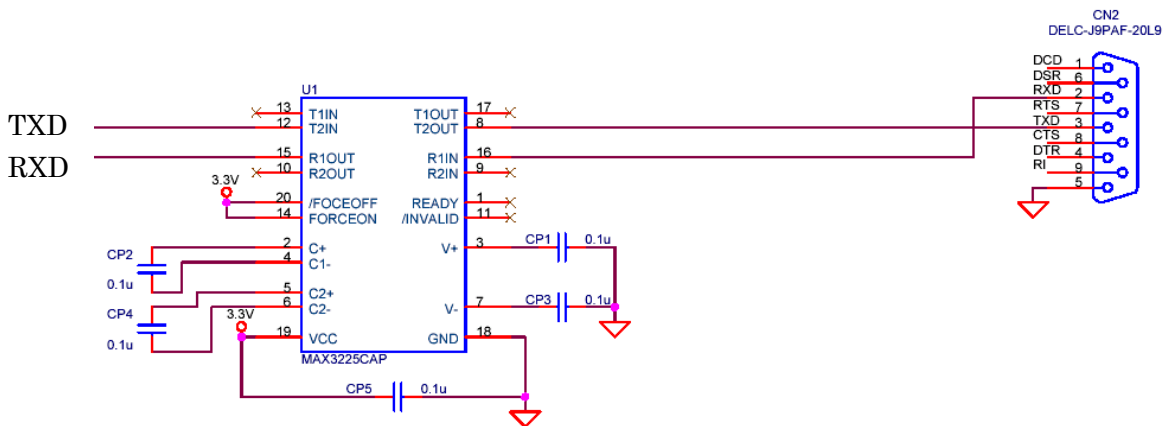 CN2
DELC-J9PAF-20L9
DCD 1
DSR 6
RXD 2
RTS 7
TXD 3
CTS 8
DTR 4
RI 9
5
U1
TXD
RXD
13 T1IN T1OUT 17
12 T2IN T2OUT 8
15 R1OUT R1IN 16
10 R2OUT R2IN 9
3.3V
20 /FOCEOFF READY 1
14 FORCEON /INVALID 11
2 C+ V+ 3
4 C1-
5 C2+
6 C2- V- 7
3.3V
19 VCC GND 18
MAX3225CAP
CP2
0.1u
CP4
0.1u
CP1 0.1u
CP3 0.1u
CP5 0.1u